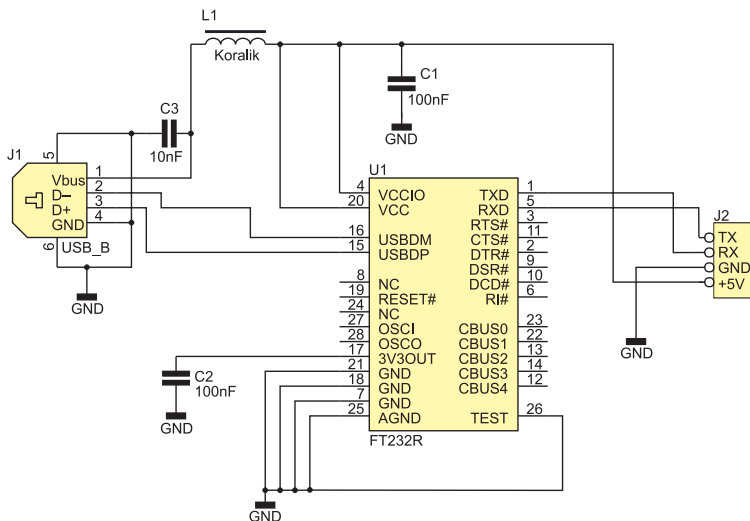 L1
Koralik
C1
100nF
GND
C3
10nF
J1
5
Vbus 1
D– 2
D+ 3
GND 4
6
USB_B
GND
U1
4 VCCIO TXD 1
20 VCC RXD 5
RTS# 3
16 USBDM CTS# 11
15 USBDP DTR# 2
DSR# 9
8 NC DCD# 10
19 RESET# RI# 6
24 NC
27 OSCI CBUS0 23
28 OSCO CBUS1 22
17 3V3OUT CBUS2 13
21 GND CBUS3 14
18 GND CBUS4 12
7 GND
25 AGND TEST 26
FT232R
C2
100nF
GND
GND
J2
TX
RX
GND
+5V
GND